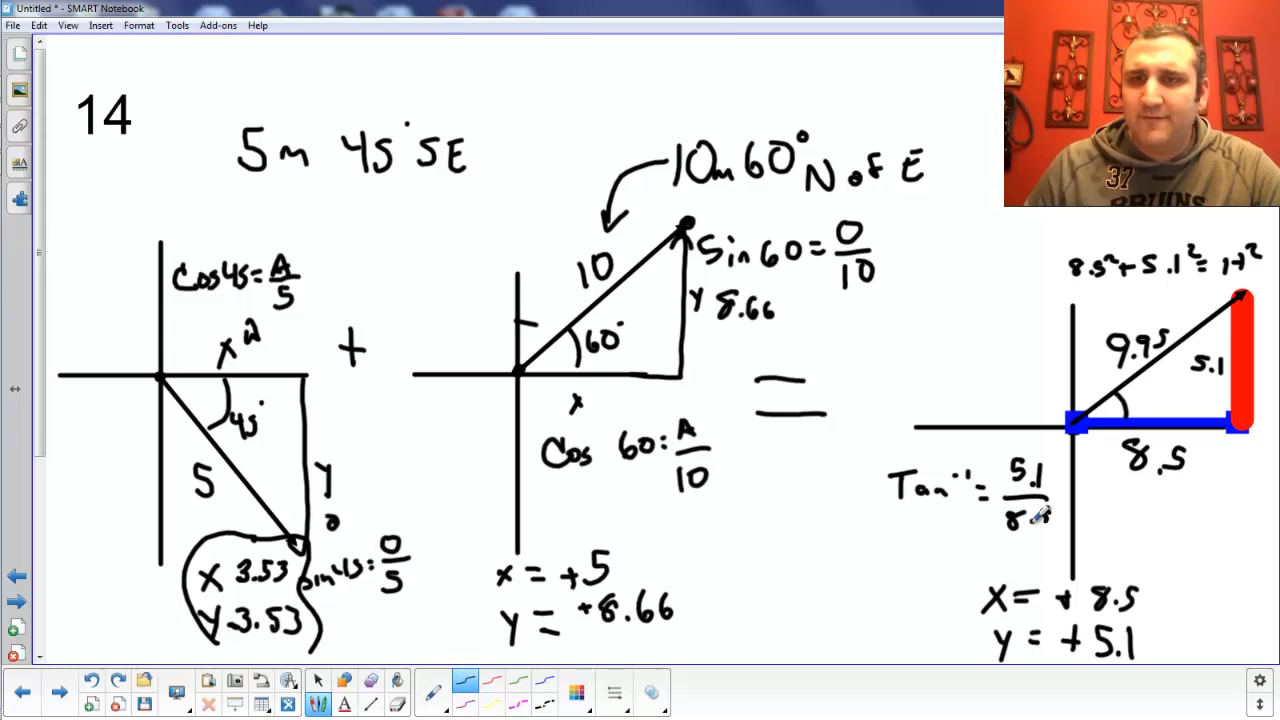 Untitled * - SMART Notebook
File Edit View Insert Format Tools Add-ons Help
14
5m 45° SE
10m 60° N of E
Cos 45 = A/5
X A
45°
5
Y
O
Sin 45 = O/5
X 3.53
Y -3.53
+
10
60°
Sin 60 = O/10
Y 8.66
x
Cos 60 = A/10
x = +5
y = +8.66
=
8.5² + 5.1² = H²
9.95
5.1
8.5
Tan⁻¹ = 5.1/8.5
X = + 8.5
y = + 5.1
37
BRUINS